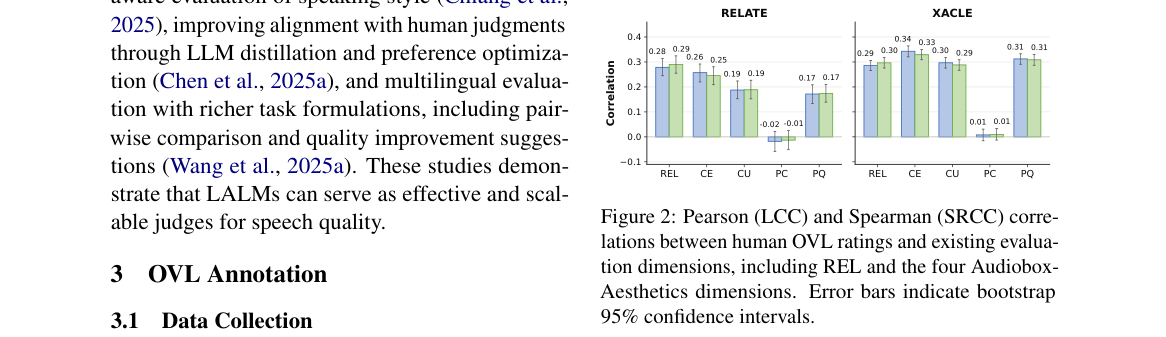 aware evaluation of speaking style (Chiang et al.,
2025), improving alignment with human judgments
through LLM distillation and preference optimiza-
tion (Chen et al., 2025a), and multilingual evalua-
tion with richer task formulations, including pair-
wise comparison and quality improvement sugges-
tions (Wang et al., 2025a). These studies demon-
strate that LALMs can serve as effective and scal-
able judges for speech quality.
3 OVL Annotation
3.1 Data Collection
RELATE
XACLE
Correlation
0.4
0.3
0.2
0.1
0.0
−0.1
0.28 0.29 0.26 0.25 0.19 0.19 -0.02 -0.01 0.17 0.17
REL CE CU PC PQ
0.29 0.30 0.34 0.33 0.30 0.29 0.01 0.01 0.31 0.31
REL CE CU PC PQ
Figure 2: Pearson (LCC) and Spearman (SRCC) corre-
lations between human OVL ratings and existing evalua-
tion dimensions, including REL and the four Audiobox-
Aesthetics dimensions. Error bars indicate bootstrap
95% confidence intervals.